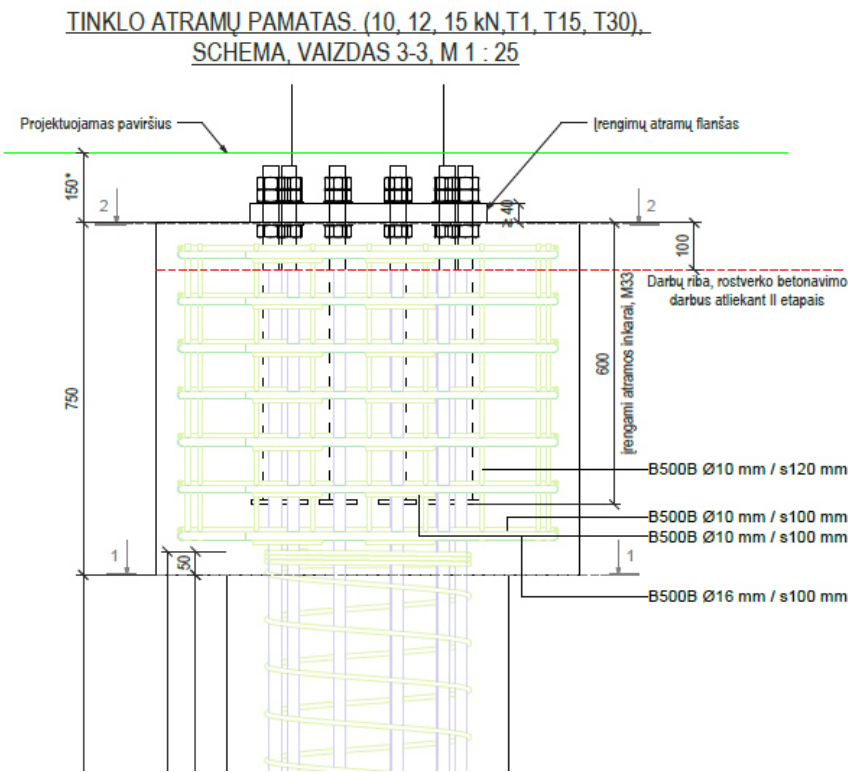 TINKLO ATRAMŲ PAMATAS. (10, 12, 15 kN,T1, T15, T30),
SCHEMA, VAIZDAS 3-3, M 1 : 25
Projektuojamas paviršius
Įrengimų atramų flanšas
150*
2
2
≥ 40
100
Darbų riba, rostverko betonavimo
darbus atliekant II etapais
750
600
įrengami atramos inkarai, M33
B500B Ø10 mm / s120 mm
B500B Ø10 mm / s100 mm
B500B Ø10 mm / s100 mm
1
50
1
B500B Ø16 mm / s100 mm